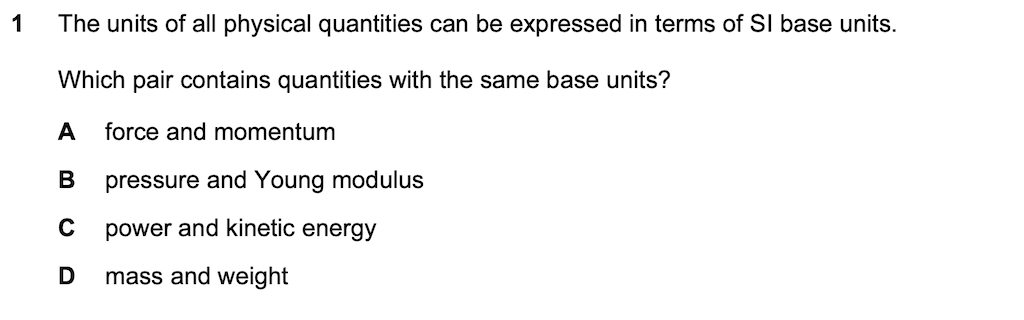 1 The units of all physical quantities can be expressed in terms of SI base units.
Which pair contains quantities with the same base units?
A force and momentum
B pressure and Young modulus
C power and kinetic energy
D mass and weight